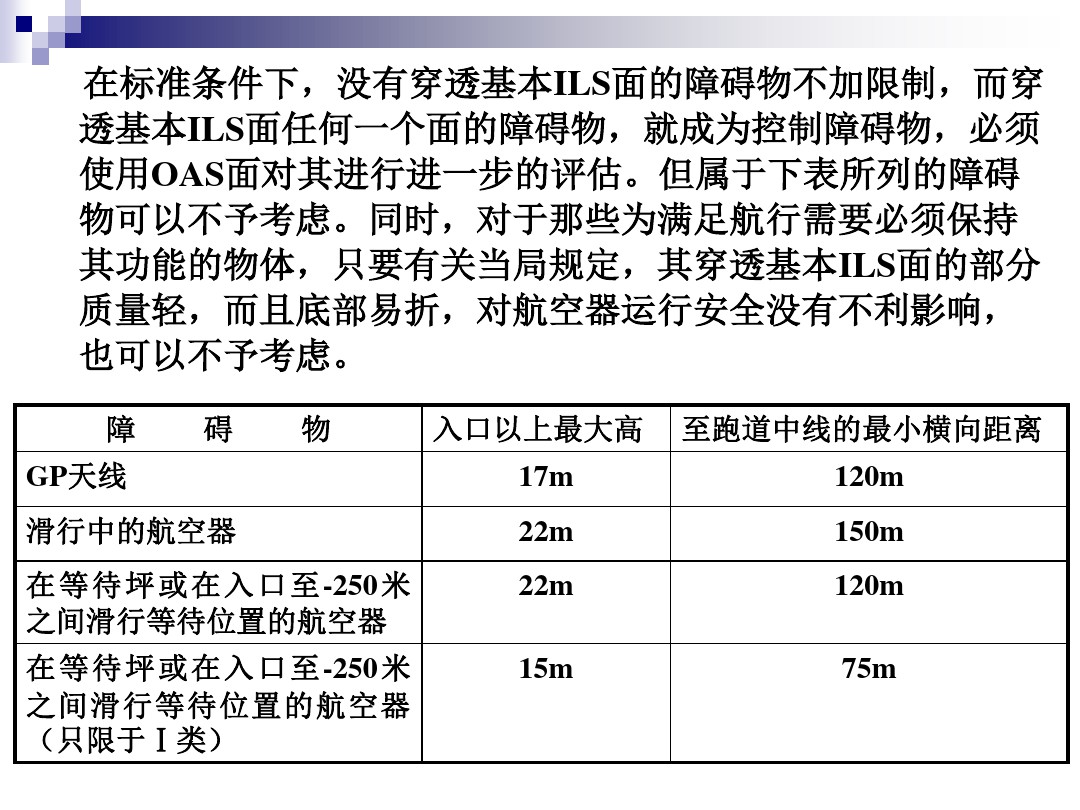 在标准条件下，没有穿透基本ILS面的障碍物不加限制，而穿
透基本ILS面任何一个面的障碍物，就成为控制障碍物，必须
使用OAS面对其进行进一步的评估。但属于下表所列的障碍
物可以不予考虑。同时，对于那些为满足航行需要必须保持
其功能的物体，只要有关当局规定，其穿透基本ILS面的部分
质量轻，而且底部易折，对航空器运行安全没有不利影响，
也可以不予考虑。
障 碍 物 入口以上最大高 至跑道中线的最小横向距离
GP天线 17m 120m
滑行中的航空器 22m 150m
在等待坪或在入口至-250米 22m 120m
之间滑行等待位置的航空器
在等待坪或在入口至-250米 15m 75m
之间滑行等待位置的航空器
（只限于Ⅰ类）